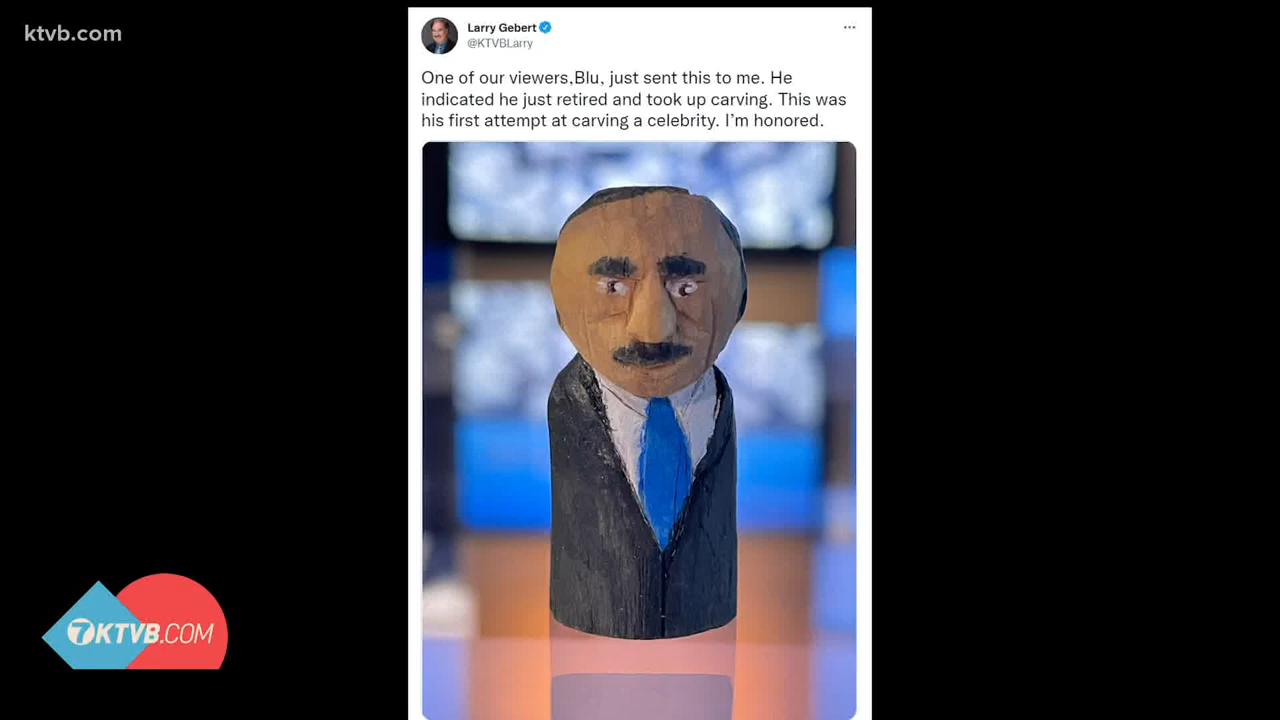 ktvb.com
Larry Gebert
@KTVBLarry
One of our viewers,Blu, just sent this to me. He
indicated he just retired and took up carving. This was
his first attempt at carving a celebrity. I'm honored.
7KTVB.COM